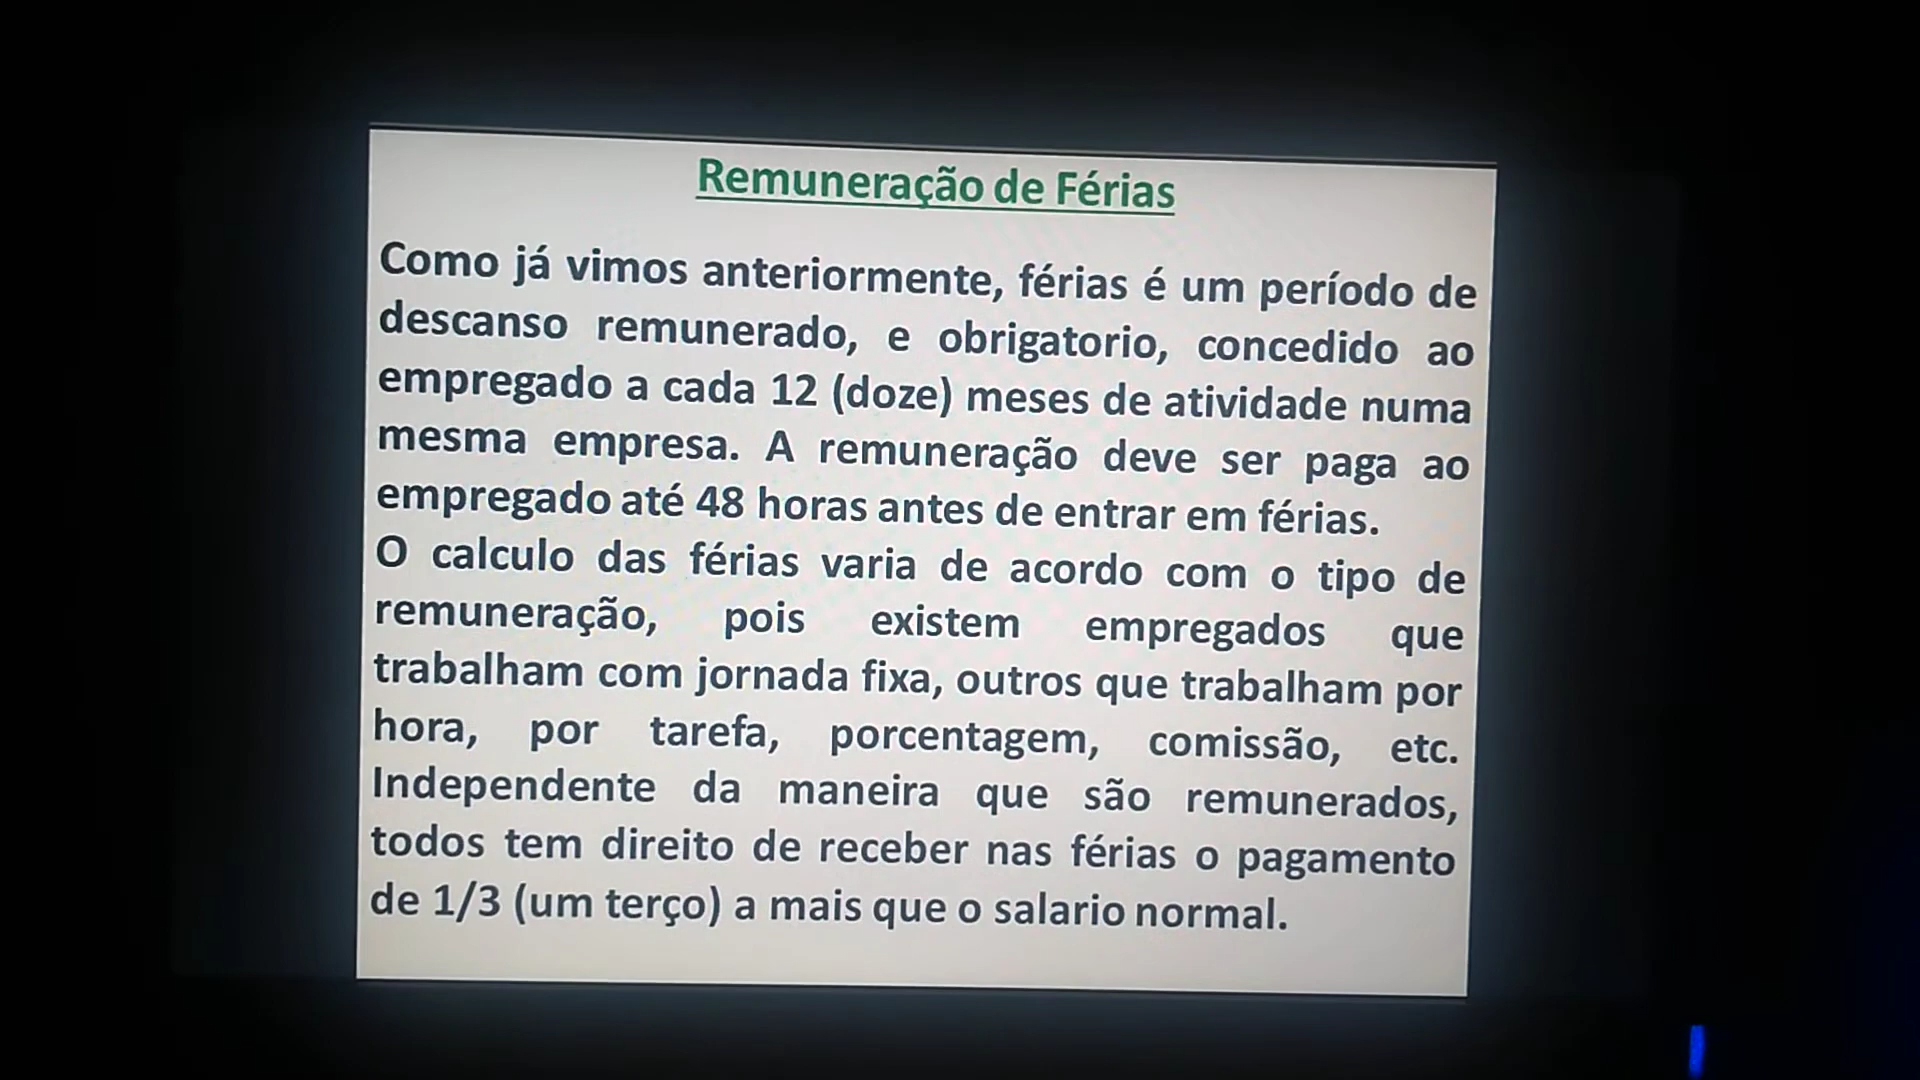 Remuneração de Férias
Como já vimos anteriormente, férias é um período de
descanso remunerado, e obrigatorio, concedido ao
empregado a cada 12 (doze) meses de atividade numa
mesma empresa. A remuneração deve ser paga ao
empregado até 48 horas antes de entrar em férias.
O calculo das férias varia de acordo com o tipo de
remuneração, pois existem empregados que
trabalham com jornada fixa, outros que trabalham por
hora, por tarefa, porcentagem, comissão, etc.
Independente da maneira que são remunerados,
todos tem direito de receber nas férias o pagamento
de 1/3 (um terço) a mais que o salario normal.